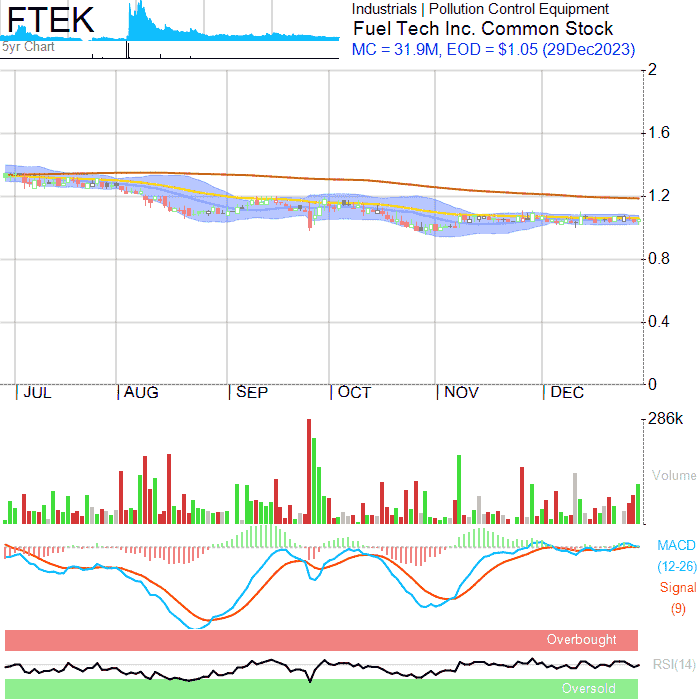 FTEK
5yr Chart
Industrials | Pollution Control Equipment
Fuel Tech Inc. Common Stock
MC = 31.9M, EOD = $1.05 (29Dec2023)
2
1.6
1.2
0.8
0.4
0
JUL AUG SEP OCT NOV DEC
286k
Volume
MACD
(12-26)
Signal
(9)
Overbought
RSI(14)
Oversold